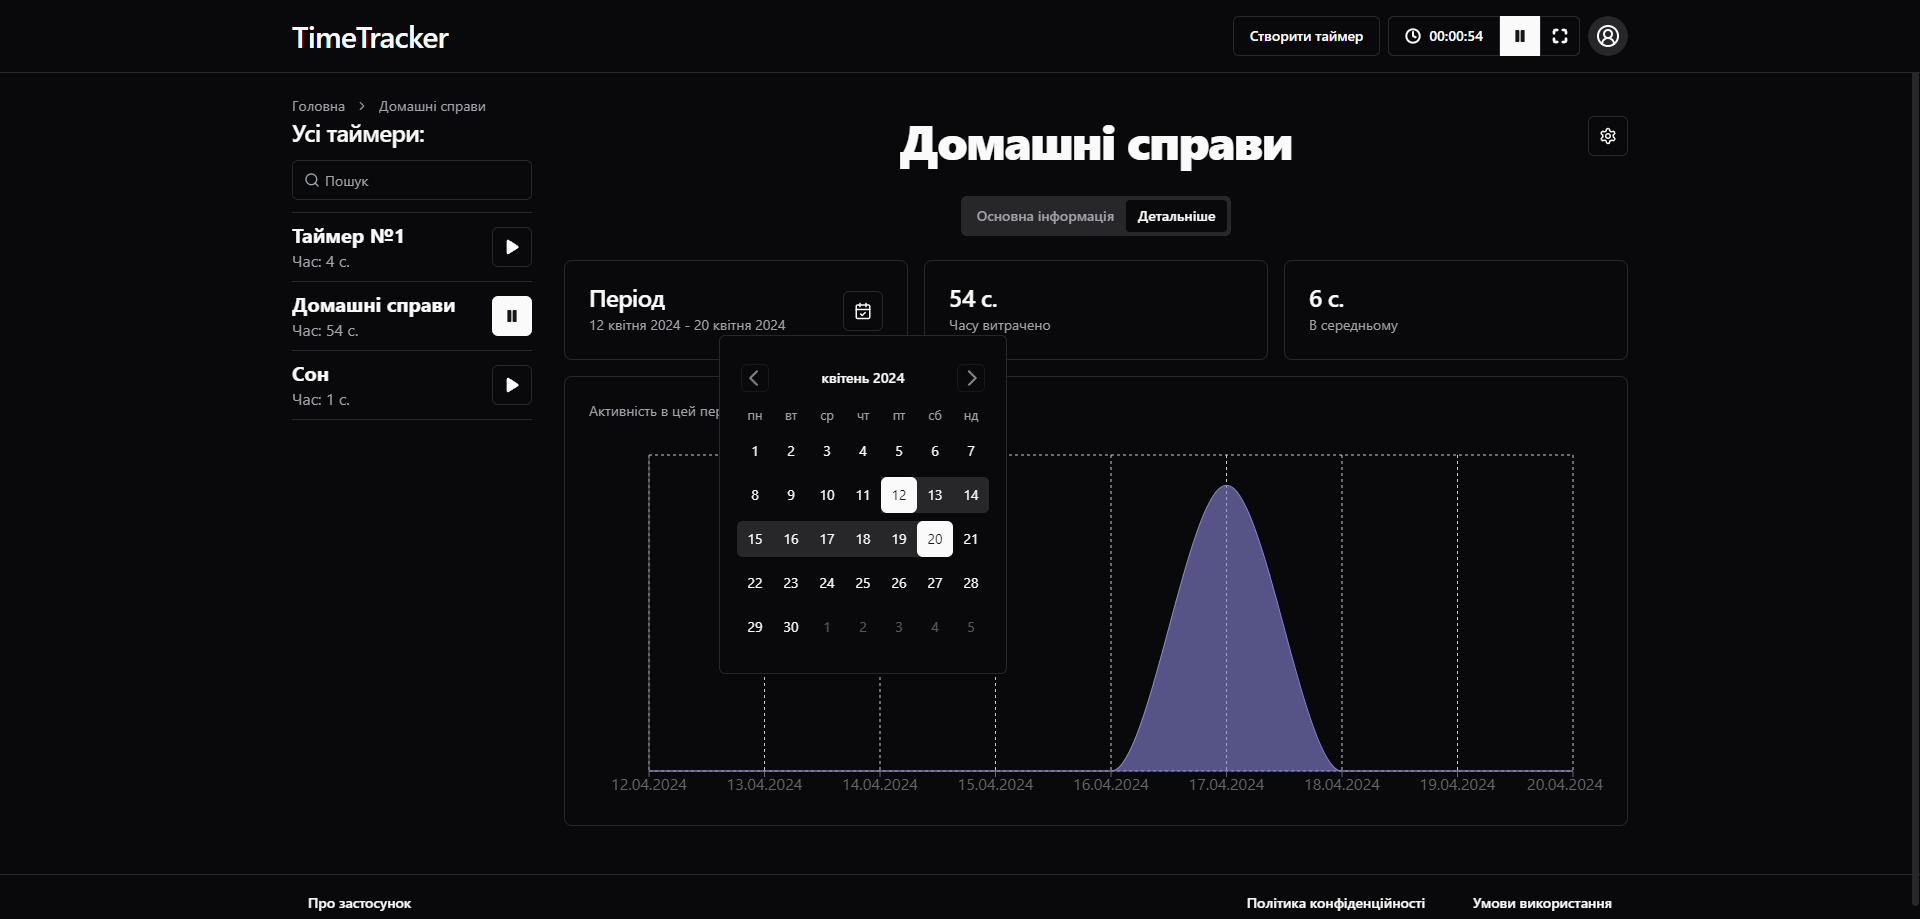 TimeTracker
Створити таймер
00:00:54
Головна
Домашні справи
Усі таймери:
Пошук
Таймер №1
Час: 4 с.
Домашні справи
Час: 54 с.
Сон
Час: 1 с.
Домашні справи
Основна інформація
Детальніше
Період
12 квітня 2024 - 20 квітня 2024
54 с.
Часу витрачено
6 с.
В середньому
Активність в цей
квітень 2024
пн вт ср чт пт сб нд
1 2 3 4 5 6 7
8 9 10 11 12 13 14
15 16 17 18 19 20 21
22 23 24 25 26 27 28
29 30 1 2 3 4 5
12.04.2024 13.04.2024 14.04.2024 15.04.2024 16.04.2024 17.04.2024 18.04.2024 19.04.2024 20.04.2024
Про застосунок
Політика конфіденційності
Умови використання